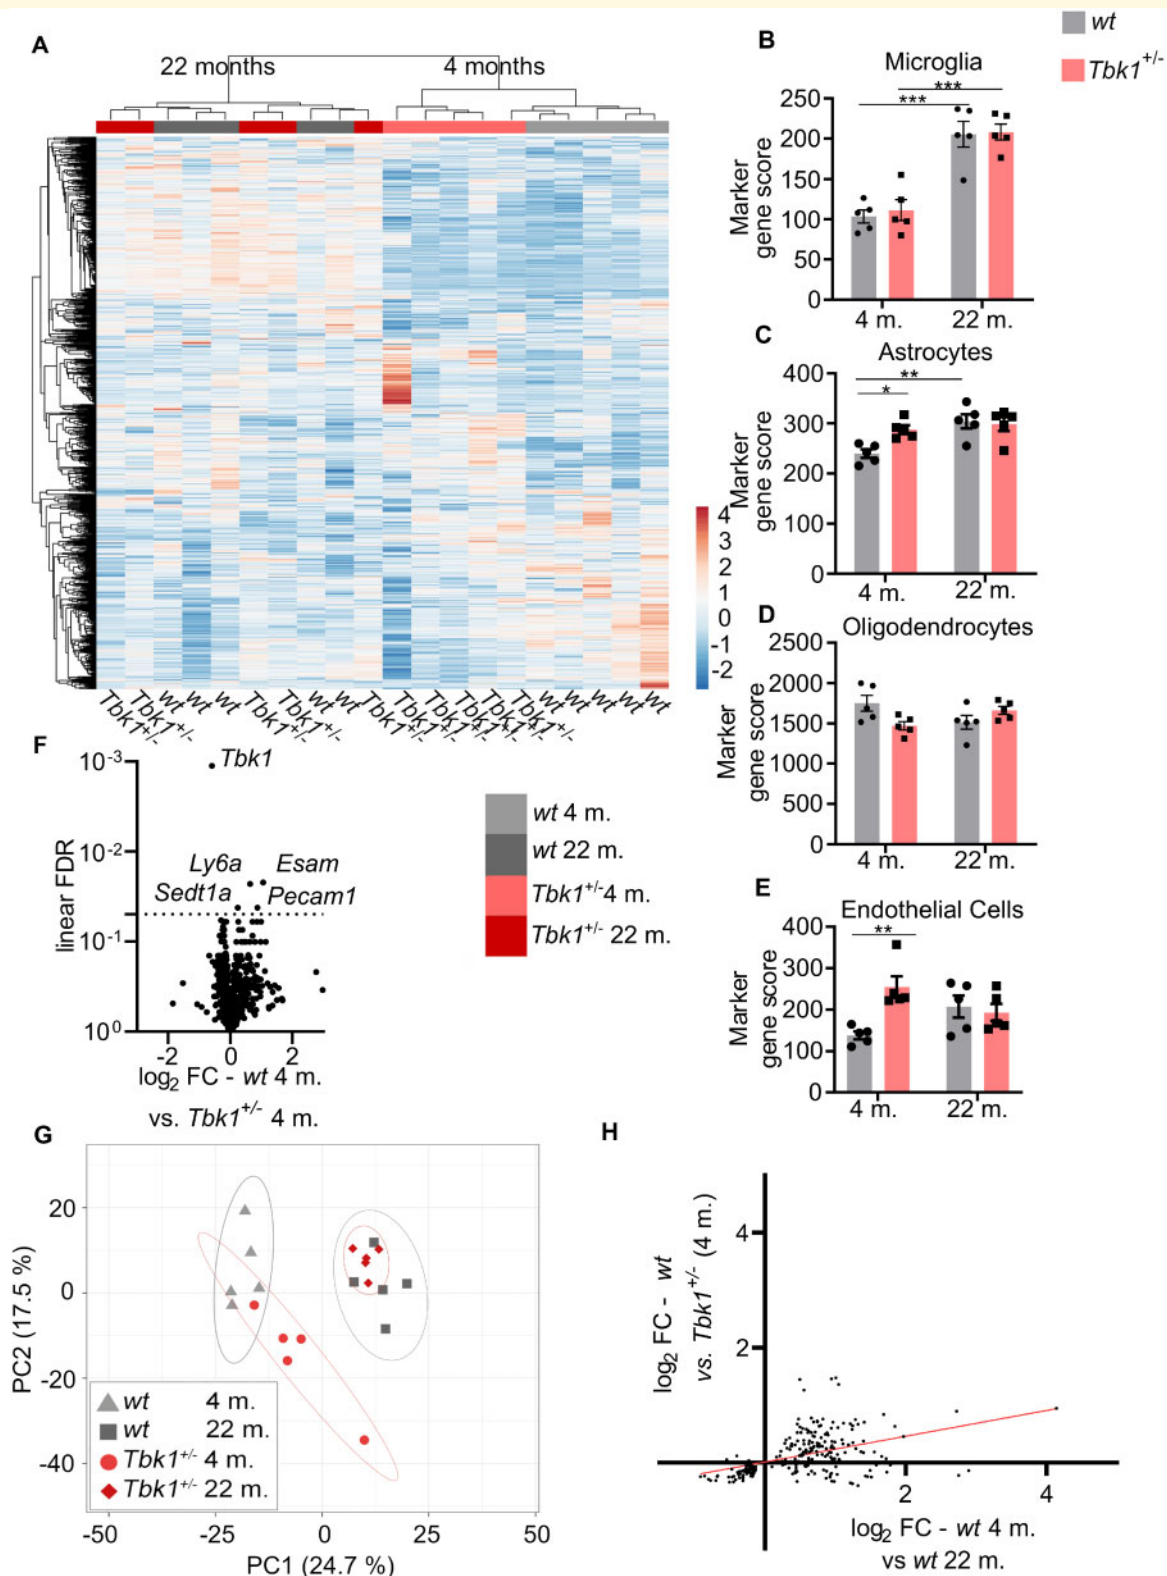 A
22 months
4 months
4
3
2
1
0
-1
-2
Tbk1+/-
Tbk1+/-
wt
wt
wt
Tbk1+/-
Tbk1+/-
wt
wt
Tbk1+/-
Tbk1+/-
Tbk1+/-
Tbk1+/-
Tbk1+/-
Tbk1+/-
wt
wt
wt
wt
wt
wt
Tbk1+/-
B
Microglia
***
***
Marker
gene score
250
200
150
100
50
0
4 m.
22 m.
C
Astrocytes
**
*
Marker
gene score
400
300
200
100
0
4 m.
22 m.
D
Oligodendrocytes
Marker
gene score
2500
2000
1500
1000
500
0
4 m.
22 m.
E
Endothelial Cells
**
Marker
gene score
400
300
200
100
0
4 m.
22 m.
F
Tbk1
Ly6a
Esam
Sedt1a
Pecam1
linear FDR
10-3
10-2
10-1
100
-2
0
2
log2 FC - wt 4 m.
vs. Tbk1+/- 4 m.
wt 4 m.
wt 22 m.
Tbk1+/- 4 m.
Tbk1+/- 22 m.
G
PC2 (17.5 %)
20
0
-20
-40
wt 4 m.
wt 22 m.
Tbk1+/- 4 m.
Tbk1+/- 22 m.
-50
-25
0
25
50
PC1 (24.7 %)
H
log2 FC - wt
vs. Tbk1+/- (4 m.)
4
2
2
4
log2 FC - wt 4 m.
vs wt 22 m.